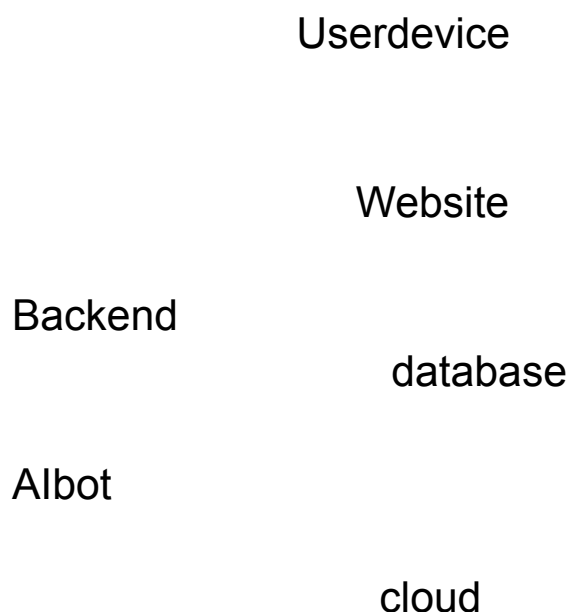 Userdevice
Website
Backend
database
AIbot
cloud